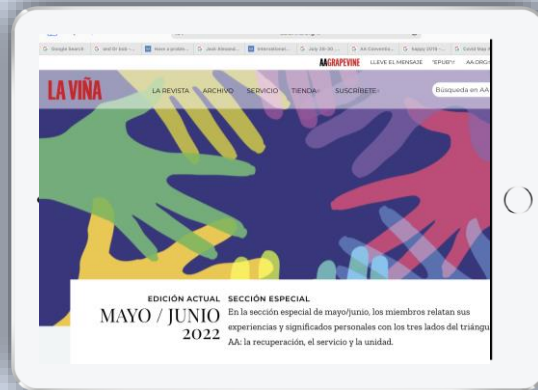 Google Search
AAGRAPEVINE LLEVE EL MENSAJE "EPUB"
LA VIÑA
LA REVISTA ARCHIVO SERVICIO TIENDA SUSCRÍBETE
Búsqueda en AA
EDICIÓN ACTUAL
MAYO / JUNIO
2022
SECCIÓN ESPECIAL
En la sección especial de mayo/junio, los miembros relatan sus
experiencias y significados personales con los tres lados del triángu
AA: la recuperación, el servicio y la unidad.